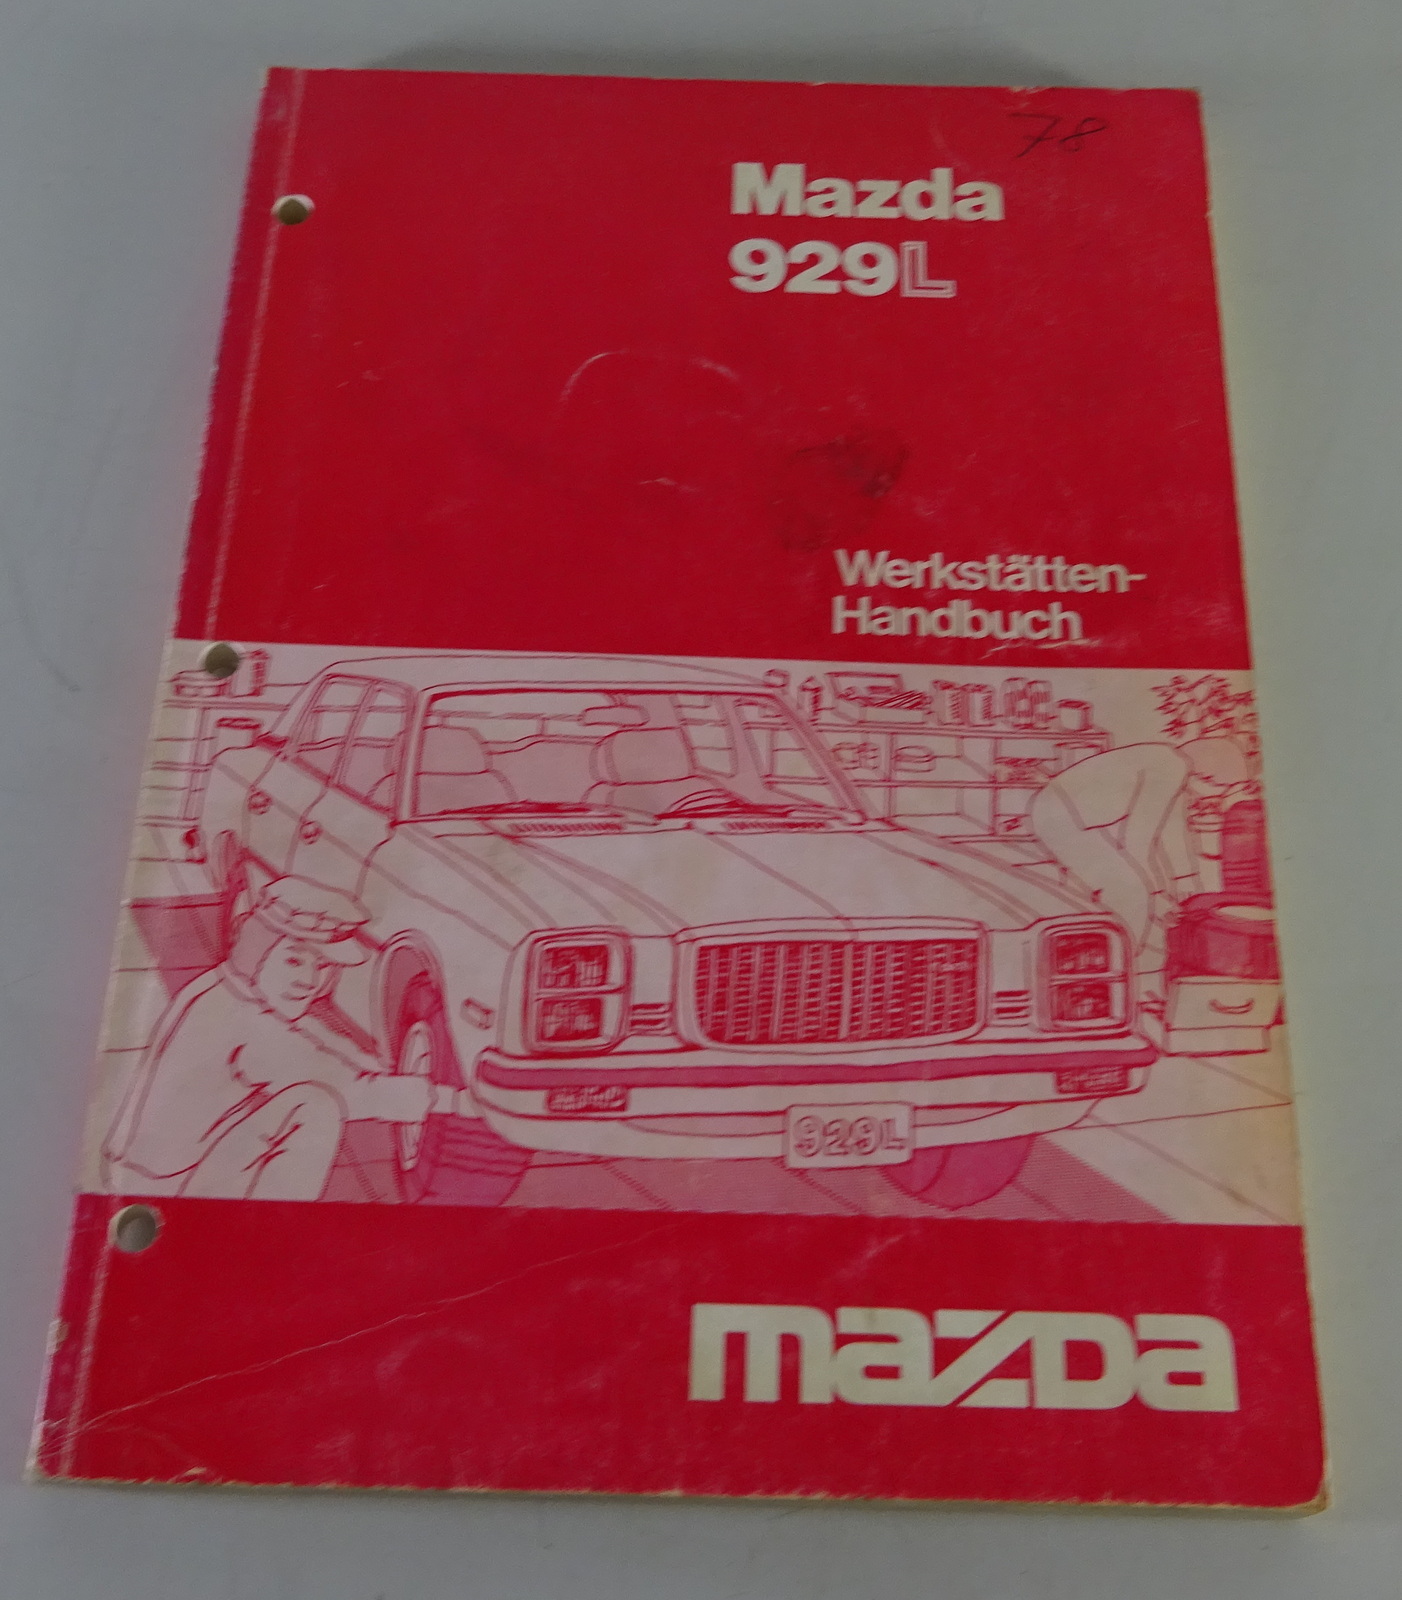 78
Mazda
929L
Werkstätten-
Handbuch
929L
mazda